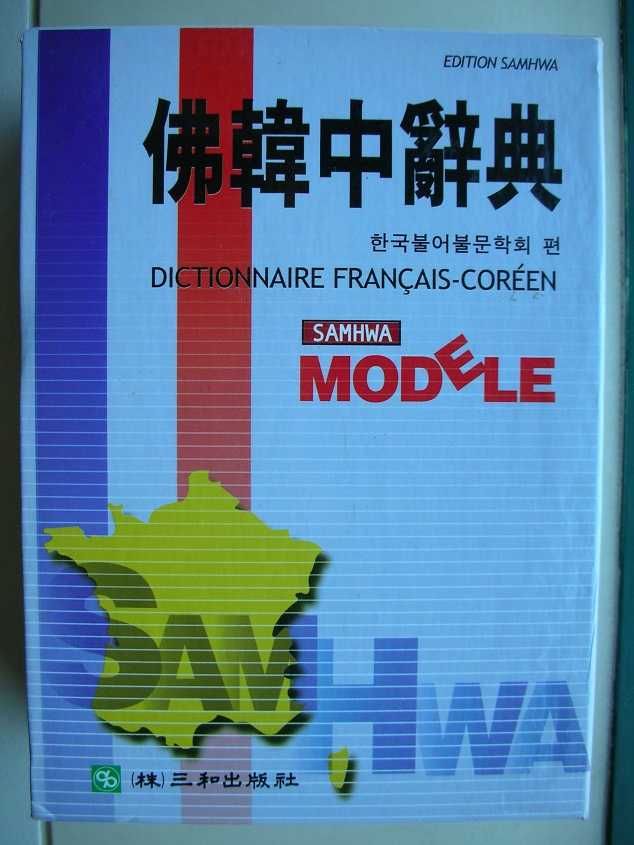 EDITION SAMHWA
佛韓中辭典
한국불어불문학회 편
DICTIONNAIRE FRANÇAIS-CORÉEN
SAMHWA
MODELE
SAMHWA
(株) 三和出版社